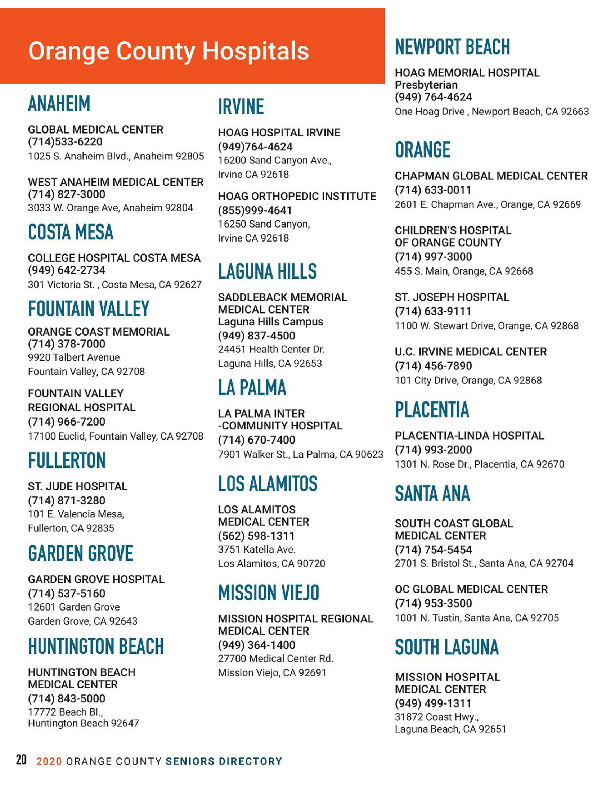 Orange County Hospitals
ANAHEIM
GLOBAL MEDICAL CENTER
(714)533-6220
1025 S. Anaheim Blvd., Anaheim 92805
WEST ANAHEIM MEDICAL CENTER
(714) 827-3000
3033 W. Orange Ave, Anaheim 92804
COSTA MESA
COLLEGE HOSPITAL COSTA MESA
(949) 642-2734
301 Victoria St. , Costa Mesa, CA 92627
FOUNTAIN VALLEY
ORANGE COAST MEMORIAL
(714) 378-7000
9920 Talbert Avenue
Fountain Valley, CA 92708
FOUNTAIN VALLEY
REGIONAL HOSPITAL
(714) 966-7200
17100 Euclid, Fountain Valley, CA 92708
FULLERTON
ST. JUDE HOSPITAL
(714) 871-3280
101 E. Valencia Mesa,
Fullerton, CA 92835
GARDEN GROVE
GARDEN GROVE HOSPITAL
(714) 537-5160
12601 Garden Grove
Garden Grove, CA 92643
HUNTINGTON BEACH
HUNTINGTON BEACH
MEDICAL CENTER
(714) 843-5000
17772 Beach Bl.,
Huntington Beach 92647
IRVINE
HOAG HOSPITAL IRVINE
(949)764-4624
16200 Sand Canyon Ave.,
Irvine CA 92618
HOAG ORTHOPEDIC INSTITUTE
(855)999-4641
16250 Sand Canyon,
Irvine CA 92618
LAGUNA HILLS
SADDLEBACK MEMORIAL
MEDICAL CENTER
Laguna Hills Campus
(949) 837-4500
24451 Health Center Dr.
Laguna Hills, CA 92653
LA PALMA
LA PALMA INTER
-COMMUNITY HOSPITAL
(714) 670-7400
7901 Walker St., La Palma, CA 90623
LOS ALAMITOS
LOS ALAMITOS
MEDICAL CENTER
(562) 598-1311
3751 Katella Ave.
Los Alamitos, CA 90720
MISSION VIEJO
MISSION HOSPITAL REGIONAL
MEDICAL CENTER
(949) 364-1400
27700 Medical Center Rd.
Mission Viejo, CA 92691
NEWPORT BEACH
HOAG MEMORIAL HOSPITAL
Presbyterian
(949) 764-4624
One Hoag Drive , Newport Beach, CA 92663
ORANGE
CHAPMAN GLOBAL MEDICAL CENTER
(714) 633-0011
2601 E. Chapman Ave., Orange, CA 92669
CHILDREN'S HOSPITAL
OF ORANGE COUNTY
(714) 997-3000
455 S. Main, Orange, CA 92668
ST. JOSEPH HOSPITAL
(714) 633-9111
1100 W. Stewart Drive, Orange, CA 92868
U.C. IRVINE MEDICAL CENTER
(714) 456-7890
101 City Drive, Orange, CA 92868
PLACENTIA
PLACENTIA-LINDA HOSPITAL
(714) 993-2000
1301 N. Rose Dr., Placentia, CA 92670
SANTA ANA
SOUTH COAST GLOBAL
MEDICAL CENTER
(714) 754-5454
2701 S. Bristol St., Santa Ana, CA 92704
OC GLOBAL MEDICAL CENTER
(714) 953-3500
1001 N. Tustin, Santa Ana, CA 92705
SOUTH LAGUNA
MISSION HOSPITAL
MEDICAL CENTER
(949) 499-1311
31872 Coast Hwy.,
Laguna Beach, CA 92651
20 2020 ORANGE COUNTY SENIORS DIRECTORY